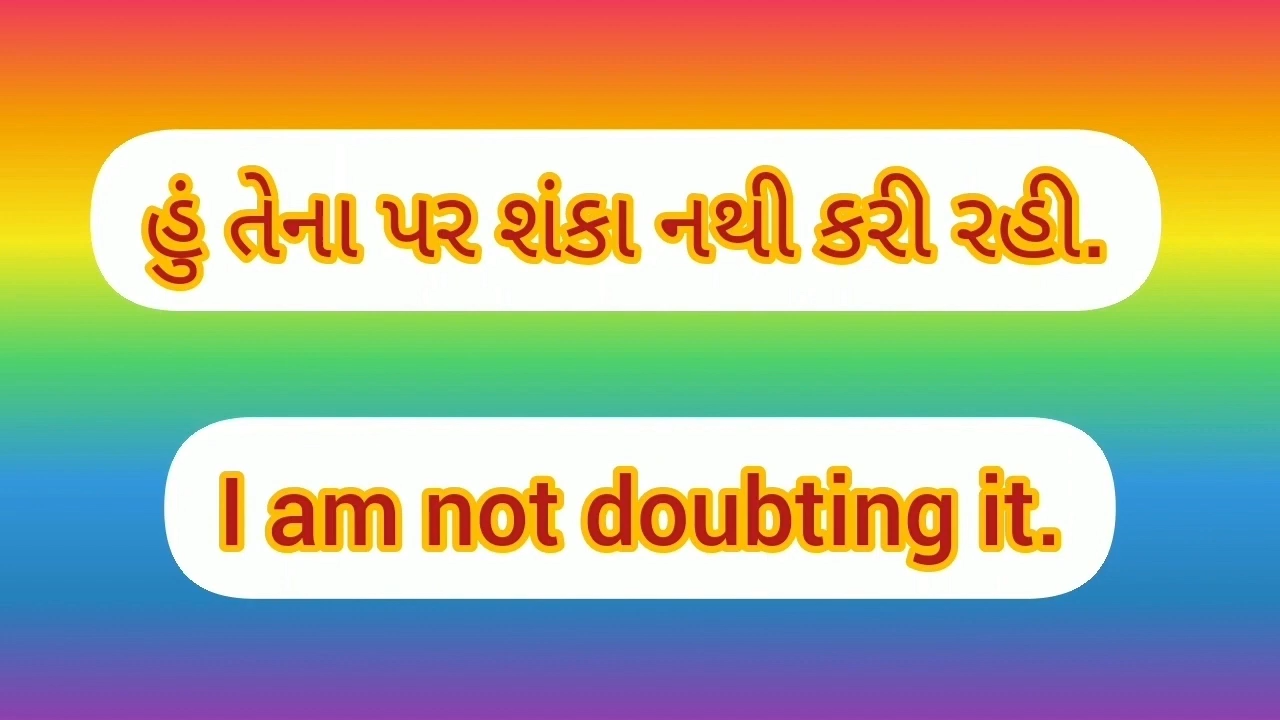 હું તેના પર શંકા નથી કરી રહી.
I am not doubting it.